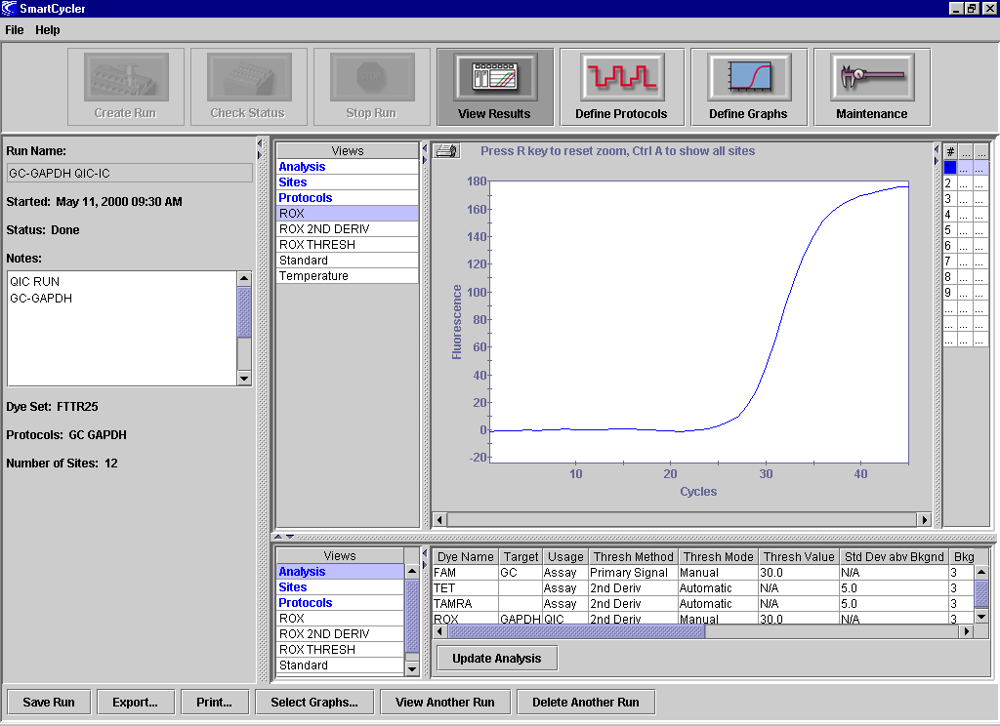 SmartCycler
File Help
Create Run Check Status Stop Run View Results Define Protocols Define Graphs Maintenance
Run Name:
GC-GAPDH QIC-IC
Started: May 11, 2000 09:30 AM
Status: Done
Notes:
QIC RUN
GC-GAPDH
Dye Set: FTTR25
Protocols: GC GAPDH
Number of Sites: 12
Views
Analysis
Sites
Protocols
ROX
ROX 2ND DERIV
ROX THRESH
Standard
Temperature
Press R key to reset zoom, Ctrl A to show all sites
Fluorescence
180
160
140
120
100
80
60
40
20
0
-20
10 20 30 40
Cycles
# ... ...
1 ... ...
2 ... ...
3 ... ...
4 ... ...
5 ... ...
6 ... ...
7 ... ...
8 ... ...
9 ... ...
... ... ...
... ... ...
... ... ...
Views
Analysis
Sites
Protocols
ROX
ROX 2ND DERIV
ROX THRESH
Standard
Dye Name Target Usage Thresh Method Thresh Mode Thresh Value Std Dev abv Bkgnd Bkg
FAM GC Assay Primary Signal Manual 30.0 N/A 3
TET Assay 2nd Deriv Automatic N/A 5.0 3
TAMRA Assay 2nd Deriv Automatic N/A 5.0 3
ROX GAPDH QIC 2nd Deriv Manual 30.0 N/A 3
Update Analysis
Save Run Export... Print... Select Graphs... View Another Run Delete Another Run